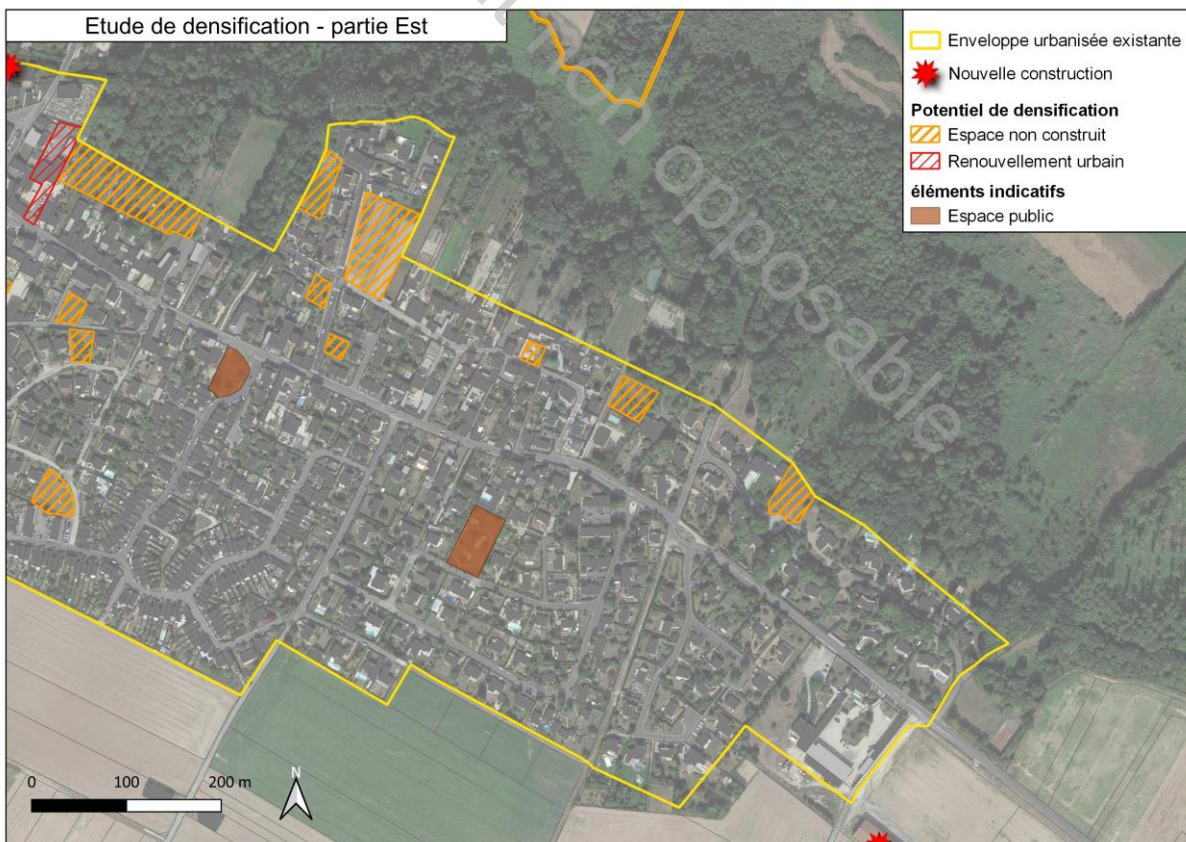 Etude de densification - partie Est
Enveloppe urbanisée existante
Nouvelle construction
Potentiel de densification
Espace non construit
Renouvellement urbain
éléments indicatifs
Espace public
non opposable
0 100 200 m
N